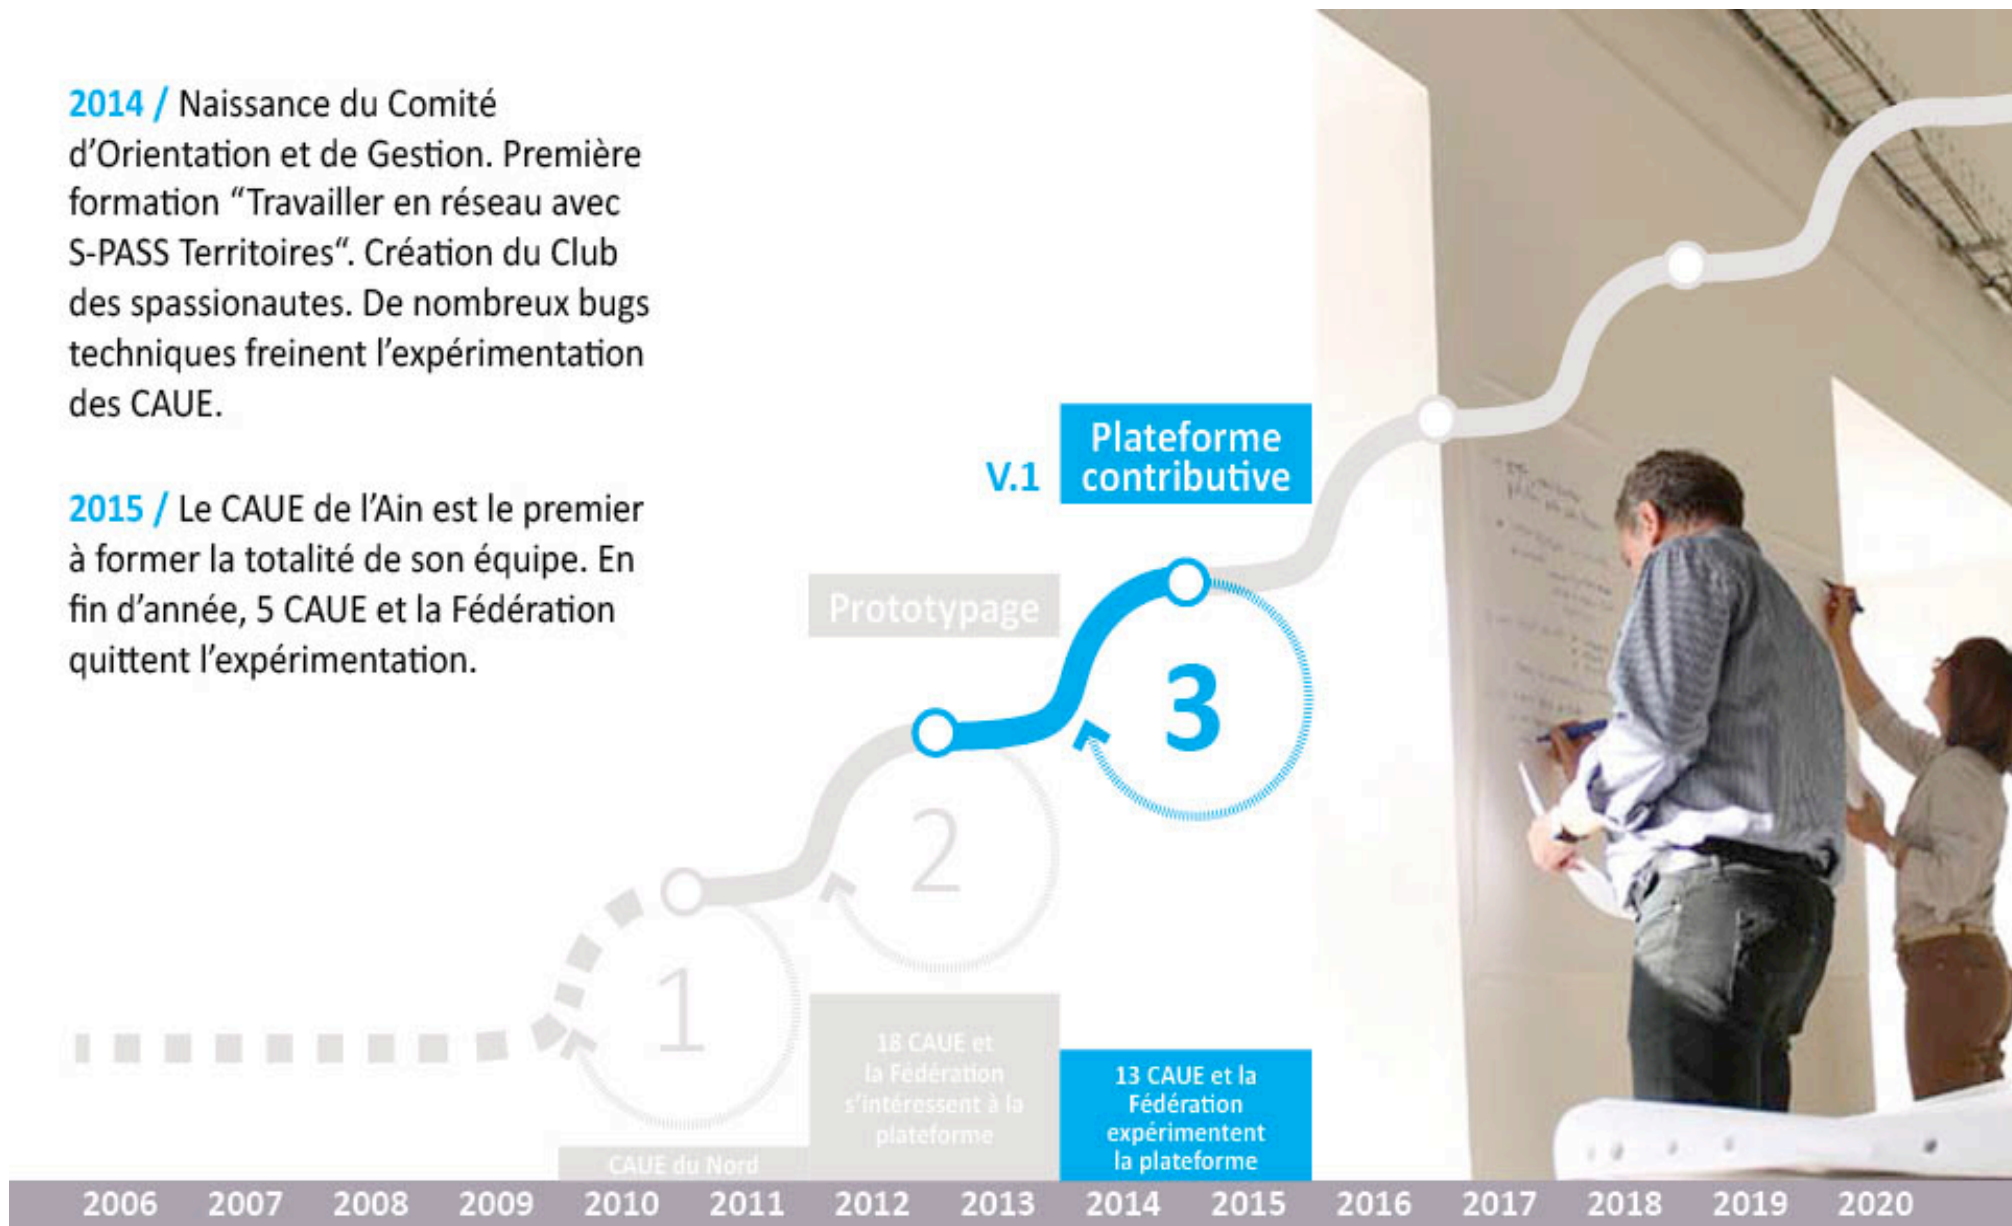 2014 / Naissance du Comité
d’Orientation et de Gestion. Première
formation “Travailler en réseau avec
S-PASS Territoires“. Création du Club
des spassionautes. De nombreux bugs
techniques freinent l’expérimentation
des CAUE.
2015 / Le CAUE de l’Ain est le premier
à former la totalité de son équipe. En
fin d’année, 5 CAUE et la Fédération
quittent l’expérimentation.
V.1
Plateforme
contributive
Prototypage
3
2
1
18 CAUE et
la Fédération
s’intéressent à la
plateforme
13 CAUE et la
Fédération
expérimentent
la plateforme
CAUE du Nord
2006 2007 2008 2009 2010 2011 2012 2013 2014 2015 2016 2017 2018 2019 2020